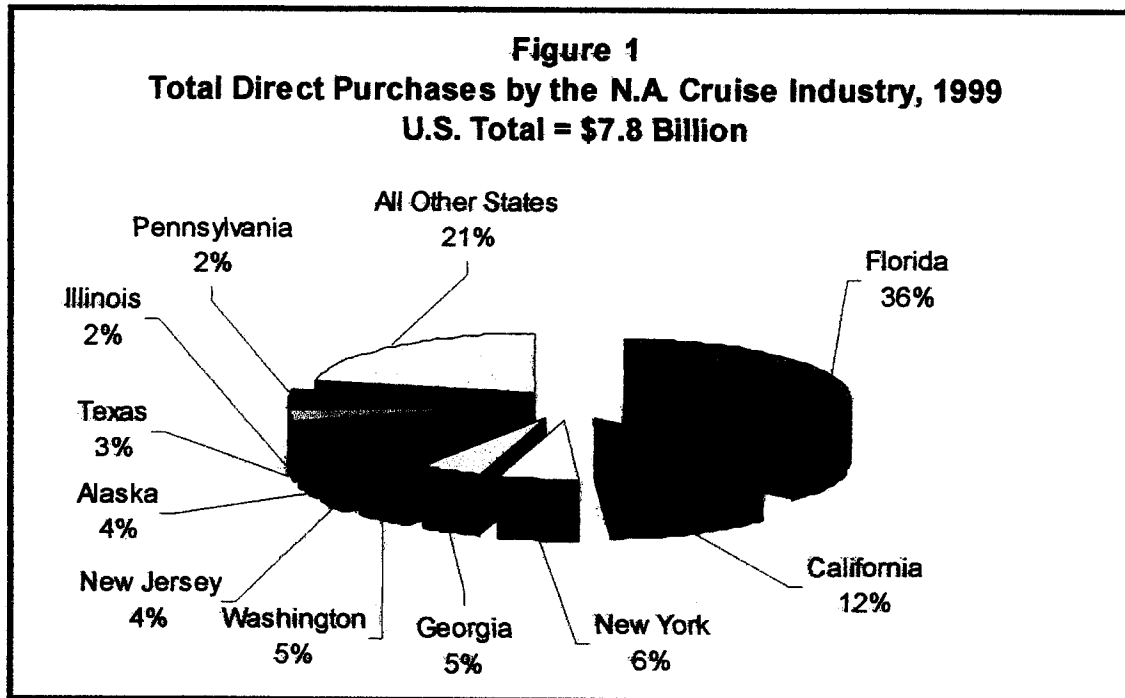 Figure 1
Total Direct Purchases by the N.A. Cruise Industry, 1999
U.S. Total = $7.8 Billion
All Other States
21%
Pennsylvania
2%
Florida
36%
Illinois
2%
Texas
3%
Alaska
4%
New Jersey
4%
Washington
5%
Georgia
5%
New York
6%
California
12%